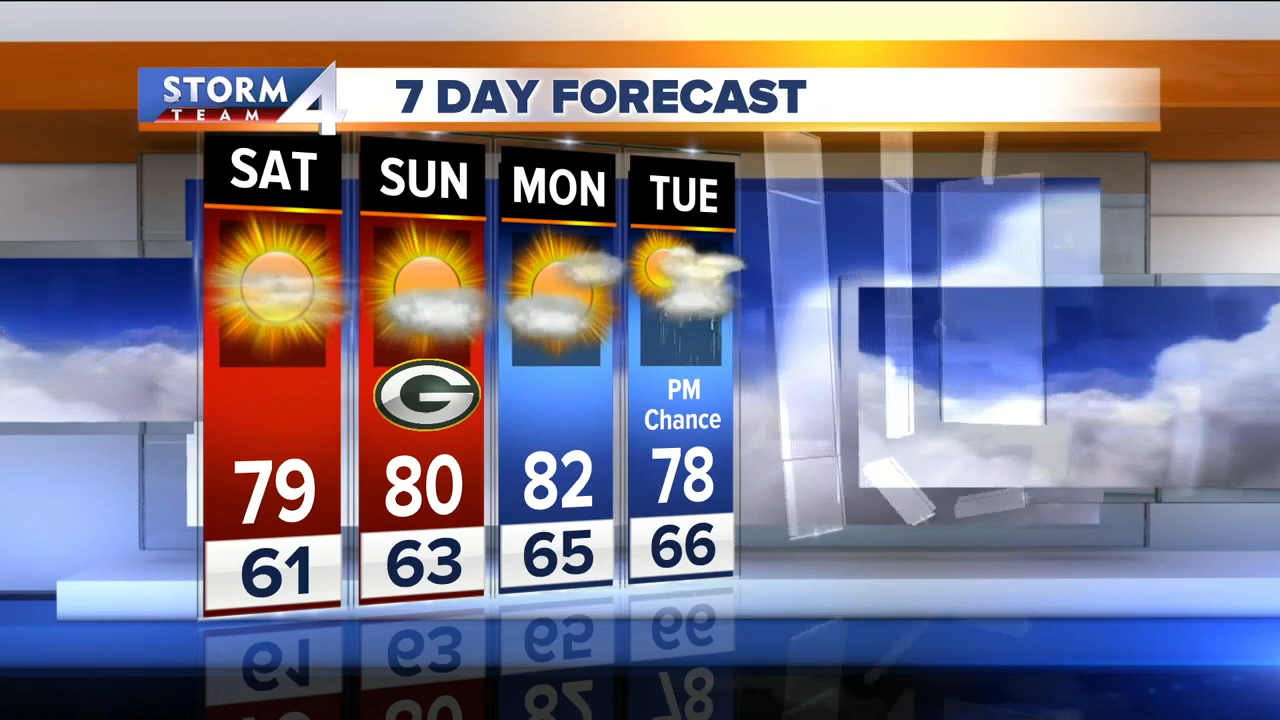 STORM
TEAM 4
7 DAY FORECAST
SAT
SUN
MON
TUE
G
PM
Chance
79
80
82
78
61
63
65
66